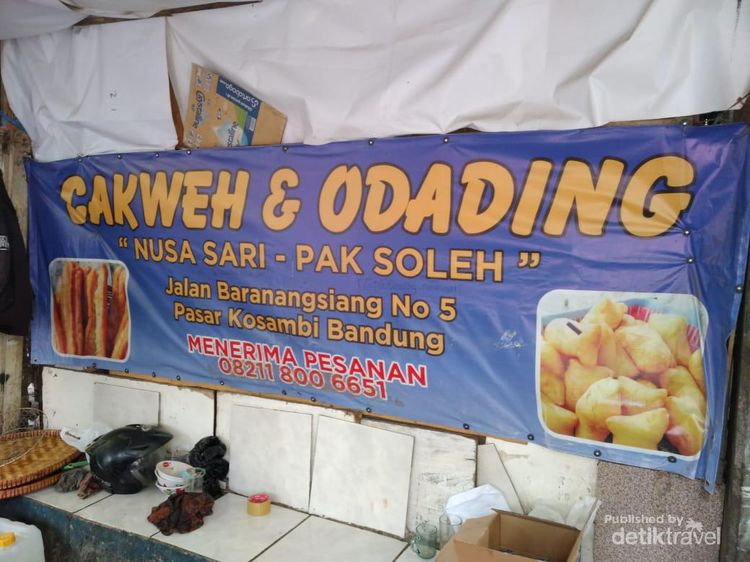 CAKWEH & ODADING
“ NUSA SARI - PAK SOLEH ”
Jalan Baranangsiang No 5
Pasar Kosambi Bandung
MENERIMA PESANAN
08211 800 6651
Published by
detiktravel